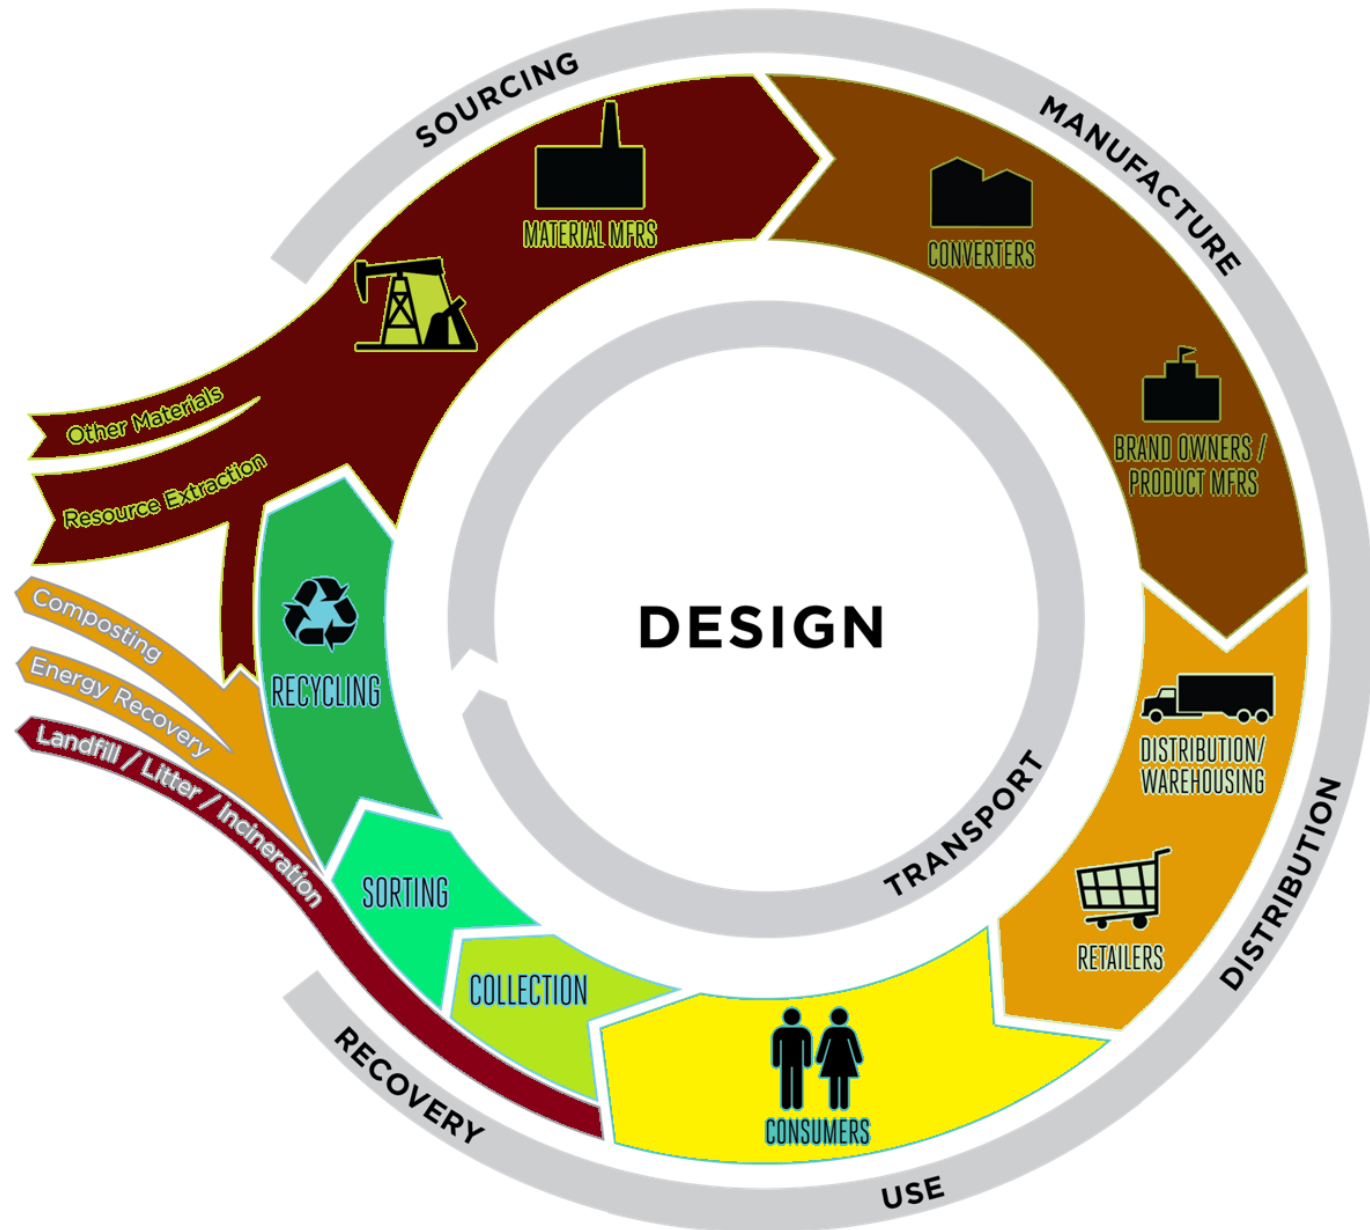 SOURCING
MANUFACTURE
MATERIAL MFRS
CONVERTERS
BRAND OWNERS /
PRODUCT MFRS
Other Materials
Resource Extraction
Composting
Energy Recovery
Landfill / Litter / Incineration
RECYCLING
DESIGN
TRANSPORT
DISTRIBUTION/
WAREHOUSING
RETAILERS
DISTRIBUTION
SORTING
COLLECTION
CONSUMERS
RECOVERY
USE